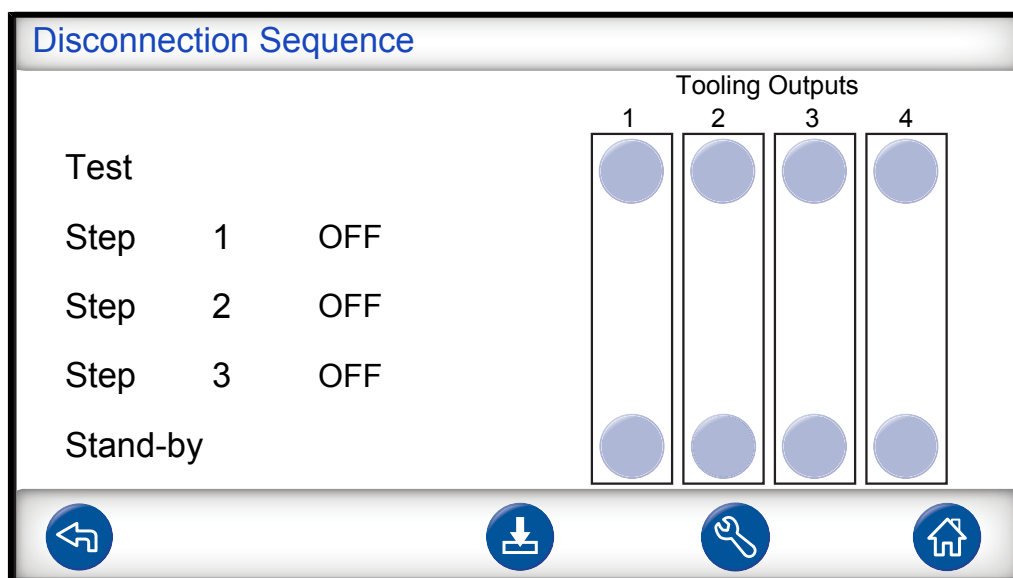 Disconnection Sequence
Tooling Outputs
1 2 3 4
Test
Step 1 OFF
Step 2 OFF
Step 3 OFF
Stand-by